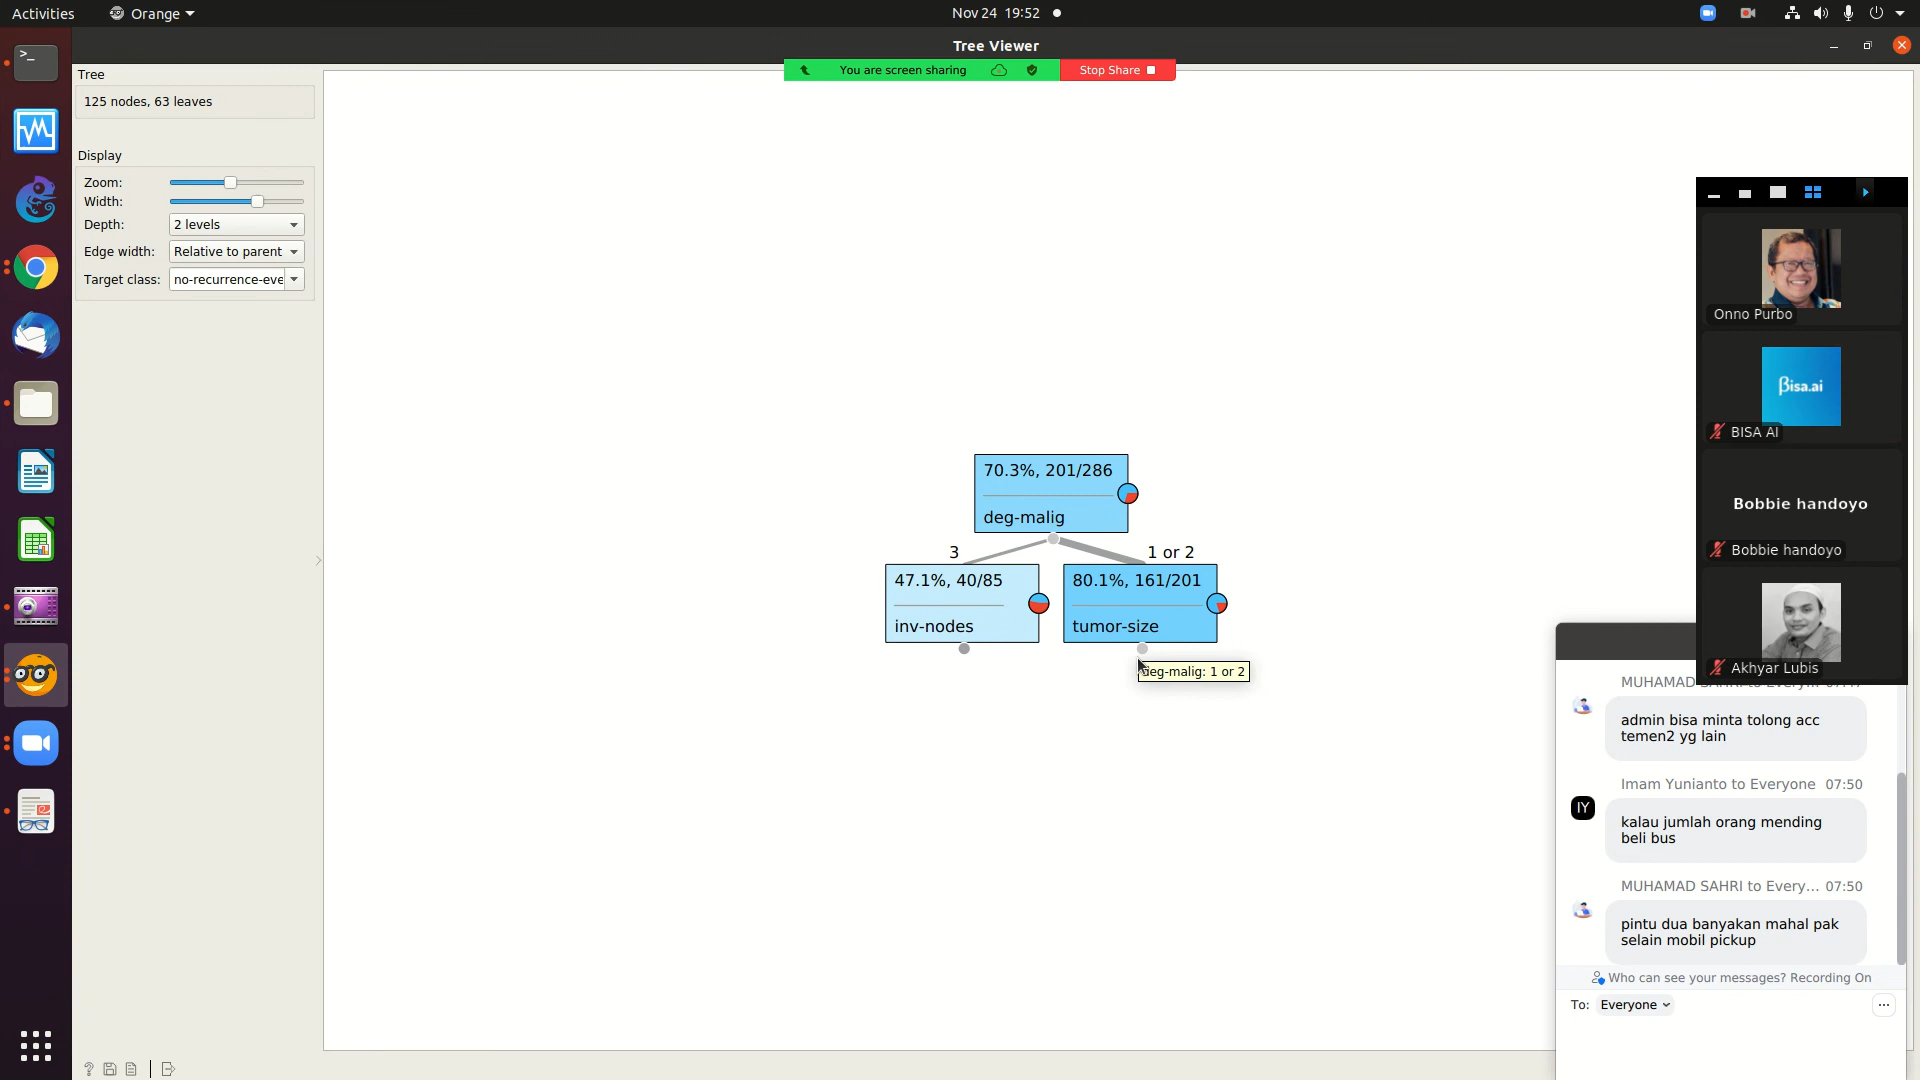 Activities
Orange
Nov 24 19:52
Tree Viewer
You are screen sharing
Stop Share
Tree
125 nodes, 63 leaves
Display
Zoom:
Width:
Depth:
2 levels
Edge width:
Relative to parent
Target class:
no-recurrence-eve
70.3%, 201/286
deg-malig
3
1 or 2
47.1%, 40/85
inv-nodes
80.1%, 161/201
tumor-size
deg-malig: 1 or 2
Onno Purbo
βisa.ai
BISA AI
Bobbie handoyo
Bobbie handoyo
Akhyar Lubis
MUHAMAD
admin bisa minta tolong acc
temen2 yg lain
Imam Yunianto to Everyone 07:50
IY
kalau jumlah orang mending
beli bus
MUHAMAD SAHRI to Every... 07:50
pintu dua banyakan mahal pak
selain mobil pickup
Who can see your messages? Recording On
To: Everyone